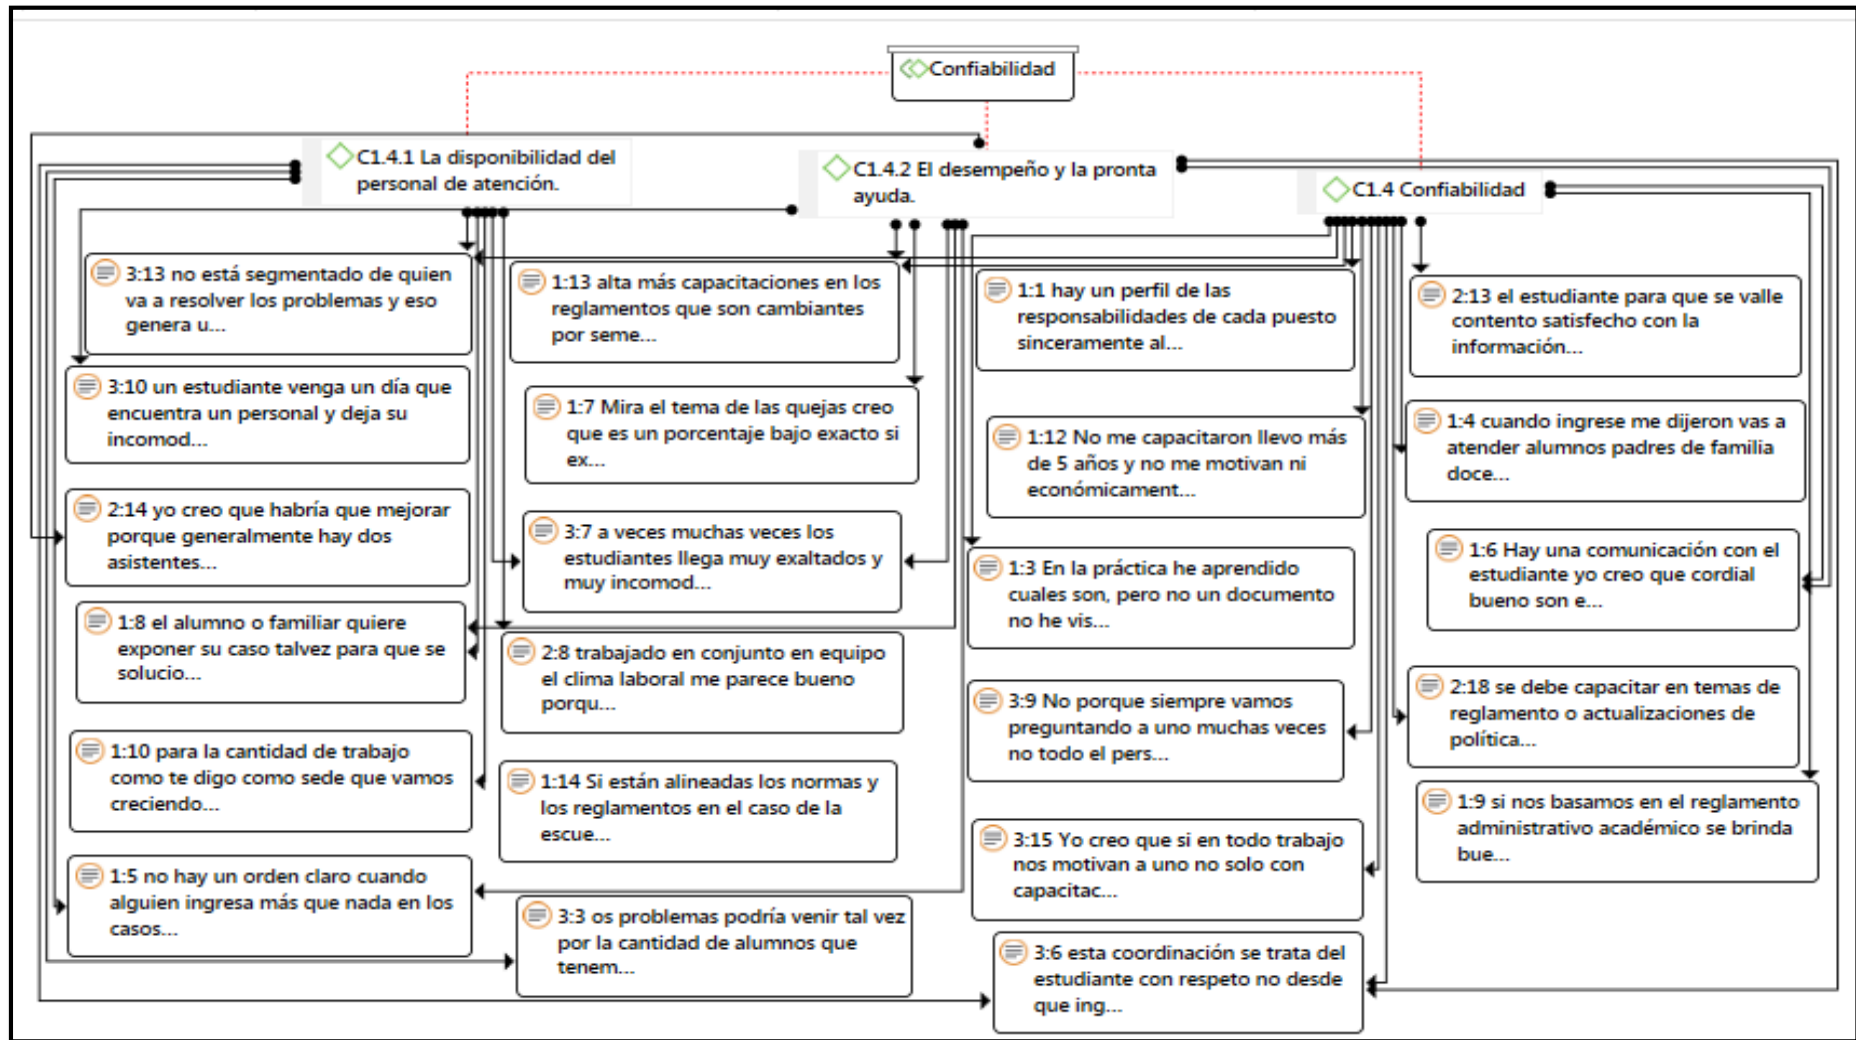 Confiabilidad
C1.4.1 La disponibilidad del
personal de atención.
C1.4.2 El desempeño y la pronta
ayuda.
C1.4 Confiabilidad
3:13 no está segmentado de quien
va a resolver los problemas y eso
genera u...
3:10 un estudiante venga un día que
encuentra un personal y deja su
incomod...
2:14 yo creo que habría que mejorar
porque generalmente hay dos
asistentes...
1:8 el alumno o familiar quiere
exponer su caso talvez para que se
solucio...
1:10 para la cantidad de trabajo
como te digo como sede que vamos
creciendo...
1:5 no hay un orden claro cuando
alguien ingresa más que nada en los
casos...
1:13 alta más capacitaciones en los
reglamentos que son cambiantes
por seme...
1:7 Mira el tema de las quejas creo
que es un porcentaje bajo exacto si
ex...
3:7 a veces muchas veces los
estudiantes llega muy exaltados y
muy incomod...
2:8 trabajado en conjunto en equipo
el clima laboral me parece bueno
porqu...
1:14 Si están alineadas los normas y
los reglamentos en el caso de la
escue...
3:3 os problemas podría venir tal vez
por la cantidad de alumnos que
tenem...
1:1 hay un perfil de las
responsabilidades de cada puesto
sinceramente al...
1:12 No me capacitaron llevo más
de 5 años y no me motivan ni
económicament...
1:3 En la práctica he aprendido
cuales son, pero no un documento
no he vis...
3:9 No porque siempre vamos
preguntando a uno muchas veces
no todo el pers...
3:15 Yo creo que si en todo trabajo
nos motivan a uno no solo con
capacitac...
3:6 esta coordinación se trata del
estudiante con respeto no desde
que ing...
2:13 el estudiante para que se valle
contento satisfecho con la
información...
1:4 cuando ingrese me dijeron vas a
atender alumnos padres de familia
doce...
1:6 Hay una comunicación con el
estudiante yo creo que cordial
bueno son e...
2:18 se debe capacitar en temas de
reglamento o actualizaciones de
política...
1:9 si nos basamos en el reglamento
administrativo académico se brinda
bue...